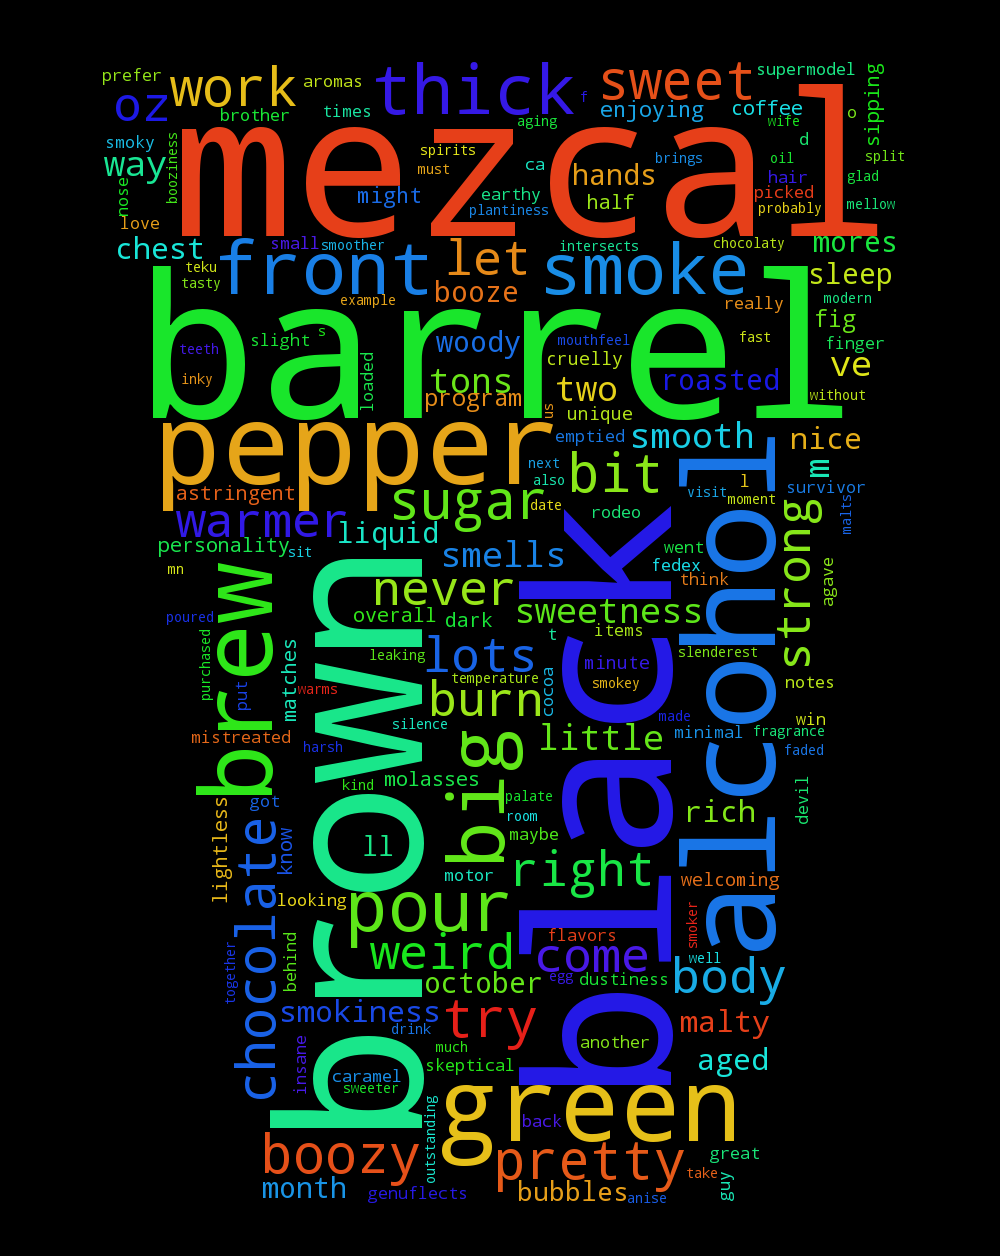 prefer
work
aromas
thick
f
sweet
supermodel
sipping
oz
brother
times
aging
enjoying
coffee
wife
o
d
smoky
mezcal
booziness
spirits
must
ca
brings
oil
split
way
nose
might
earthy
plantiness
hands
half
hair
picked
probably
glad
mellow
love
chest
small
smoother
front
let
intersects
smoke
chocolaty
mores
teku
tasty
example
booze
really
sleep
modern
barrel
slight
s
woody
mouthfeel
fast
fig
finger
teeth
inky
loaded
tons
program
cruelly
two
roasted
ve
without
pepper
us
unique
emptied
smooth
nice
astringent
sugar
next
also
date
bit
rodeo
visit
l
moment
m
survivor
malts
warmer
liquid
personality
sit
mn
smells
went
fedex
think
strong
agave
brew
brown
never
overall
dark
sweetness
black
alcohol
poured
purchased
put
matches
leaking
lots
t
items
minute
slenderest
warms
temperature
smokey
cocoa
notes
burn
silence
made
win
mistreated
harsh
big
little
minimal
fragrance
faded
kind
molasses
palate
room
maybe
rich
devil
lightless
got
know
chocolate
ll
motor
right
welcoming
looking
pour
behind
together
weird
flavors
come
smoker
well
egg
dustiness
body
october
smokiness
drink
try
another
malty
insane
much
skeptical
aged
caramel
sweeter
outstanding
green
back
boozy
pretty
great
take
guy
month
genuflects
bubbles
anise